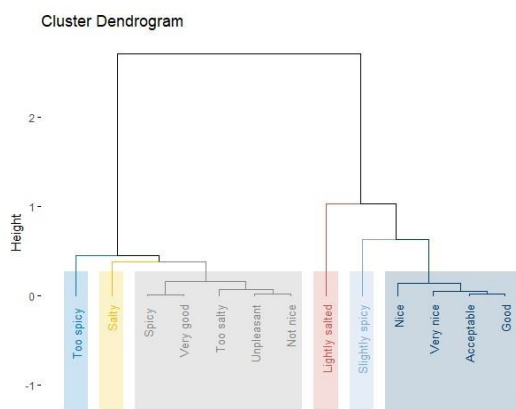 Cluster Dendrogram
Height
2
1
0
-1
Too spicy
Salty
Spicy
Very good
Too salty
Unpleasant
Not nice
Lightly salted
Slightly spicy
Nice
Very nice
Acceptable
Good